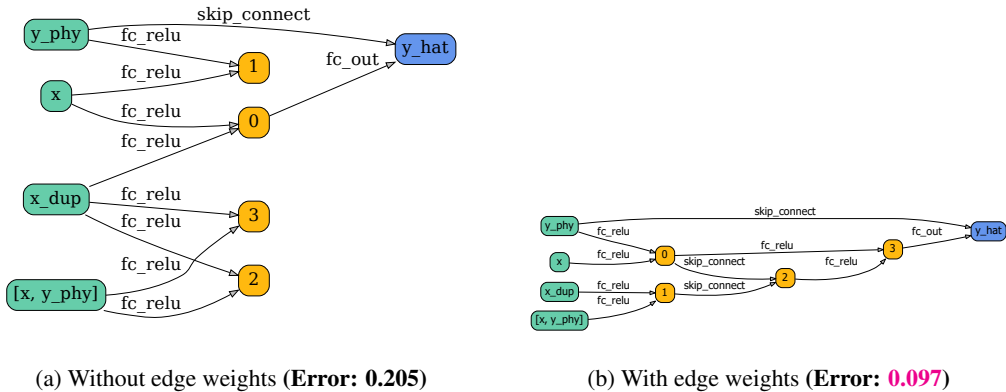 skip_connect
y_phy
fc_relu
y_hat
1
fc_out
fc_relu
x
fc_relu
0
fc_relu
x_dup
fc_relu
3
fc_relu
fc_relu
2
[x, y_phy]
fc_relu
skip_connect
y_phy
y_hat
fc_relu
fc_out
fc_relu
3
x
fc_relu
0
skip_connect
fc_relu
2
x_dup
fc_relu
1
skip_connect
fc_relu
[x, y_phy]
(a) Without edge weights (Error: 0.205)
(b) With edge weights (Error: 0.097)